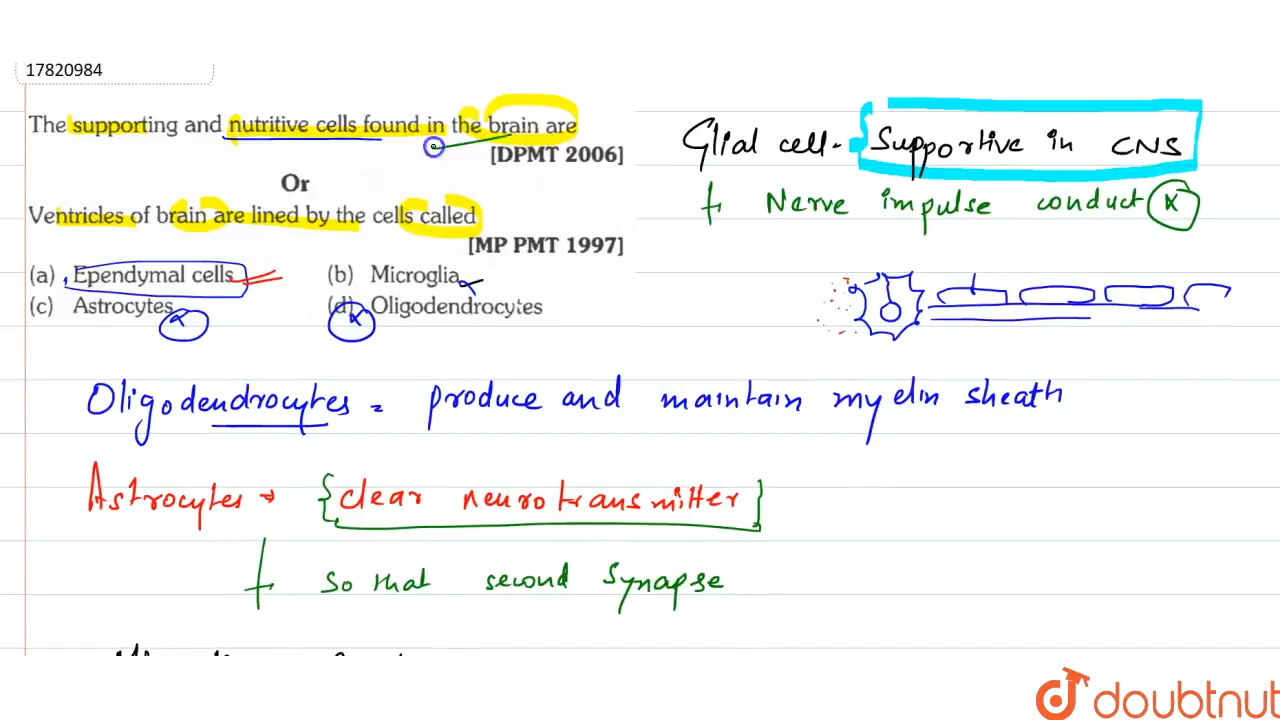 17820984
The supporting and nutritive cells found in the brain are
[DPMT 2006]
Or
Ventricles of brain are lined by the cells called
[MP PMT 1997]
(a) Ependymal cells (b) Microglia
(c) Astrocytes (d) Oligodendrocytes
Glial cell - Supportive in CNS
Nerve impulse conduct
Oligodendrocytes = produce and maintain myelin sheath
Astrocytes → {clear neurotransmitter}
so that second synapse
doubtnut